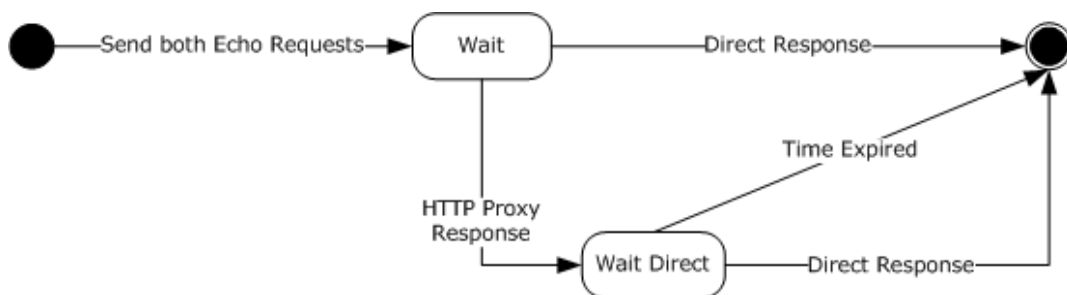 Send both Echo Requests
Wait
Direct Response
Time Expired
HTTP Proxy
Response
Wait Direct
Direct Response